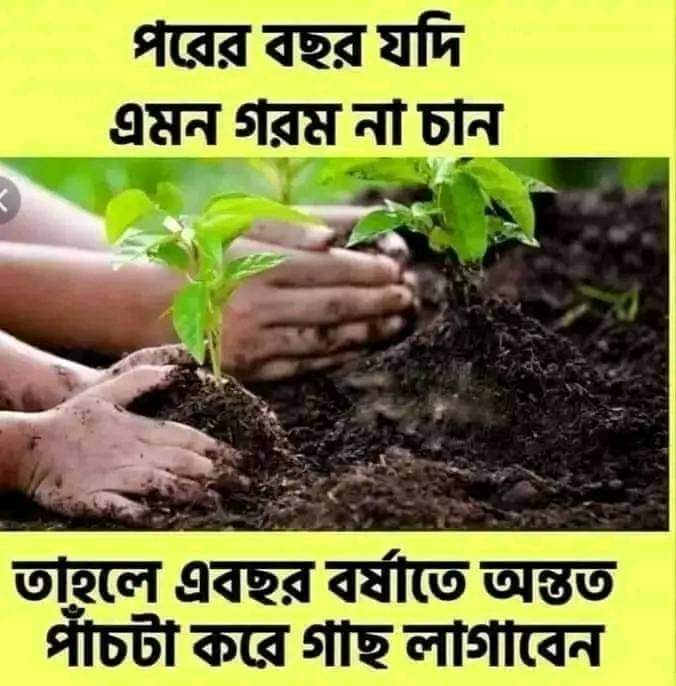 পরের বছর যদি
এমন গরম না চান
তাহলে এবছর বর্ষাতে অন্তত
পাঁচটা করে গাছ লাগাবেন